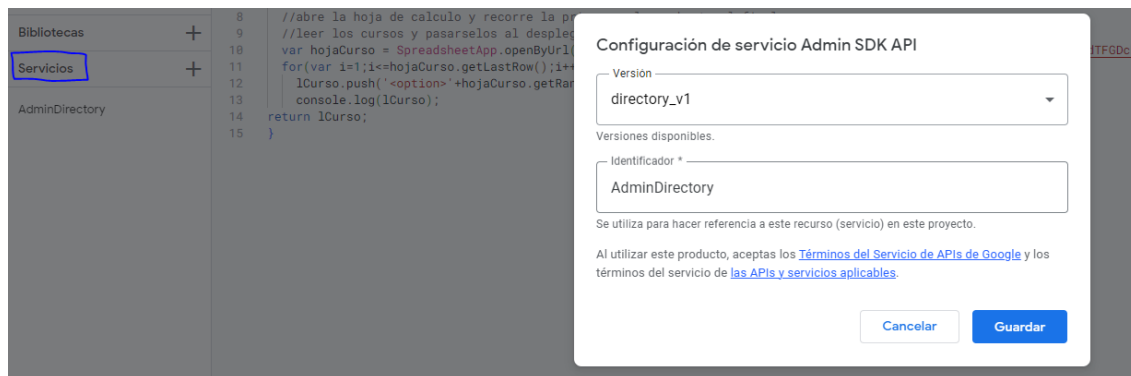 Bibliotecas
Servicios
AdminDirectory
8 //abre la hoja de calculo y recorre la
9 //leer los cursos y pasarselos al
10 var hojaCurso = SpreadsheetApp.openByUrl(
11 for(var i=1;i<=hojaCurso.getLastRow();i++
12 lCurso.push('<option>'+hojaCurso.getRan
13 console.log(lCurso);
14 return lCurso;
15 }
dTFGDc
Configuración de servicio Admin SDK API
Versión
directory_v1
Versiones disponibles.
Identificador *
AdminDirectory
Se utiliza para hacer referencia a este recurso (servicio) en este proyecto.
Al utilizar este producto, aceptas los Términos del Servicio de APIs de Google y los
términos del servicio de las APIs y servicios aplicables.
Cancelar
Guardar